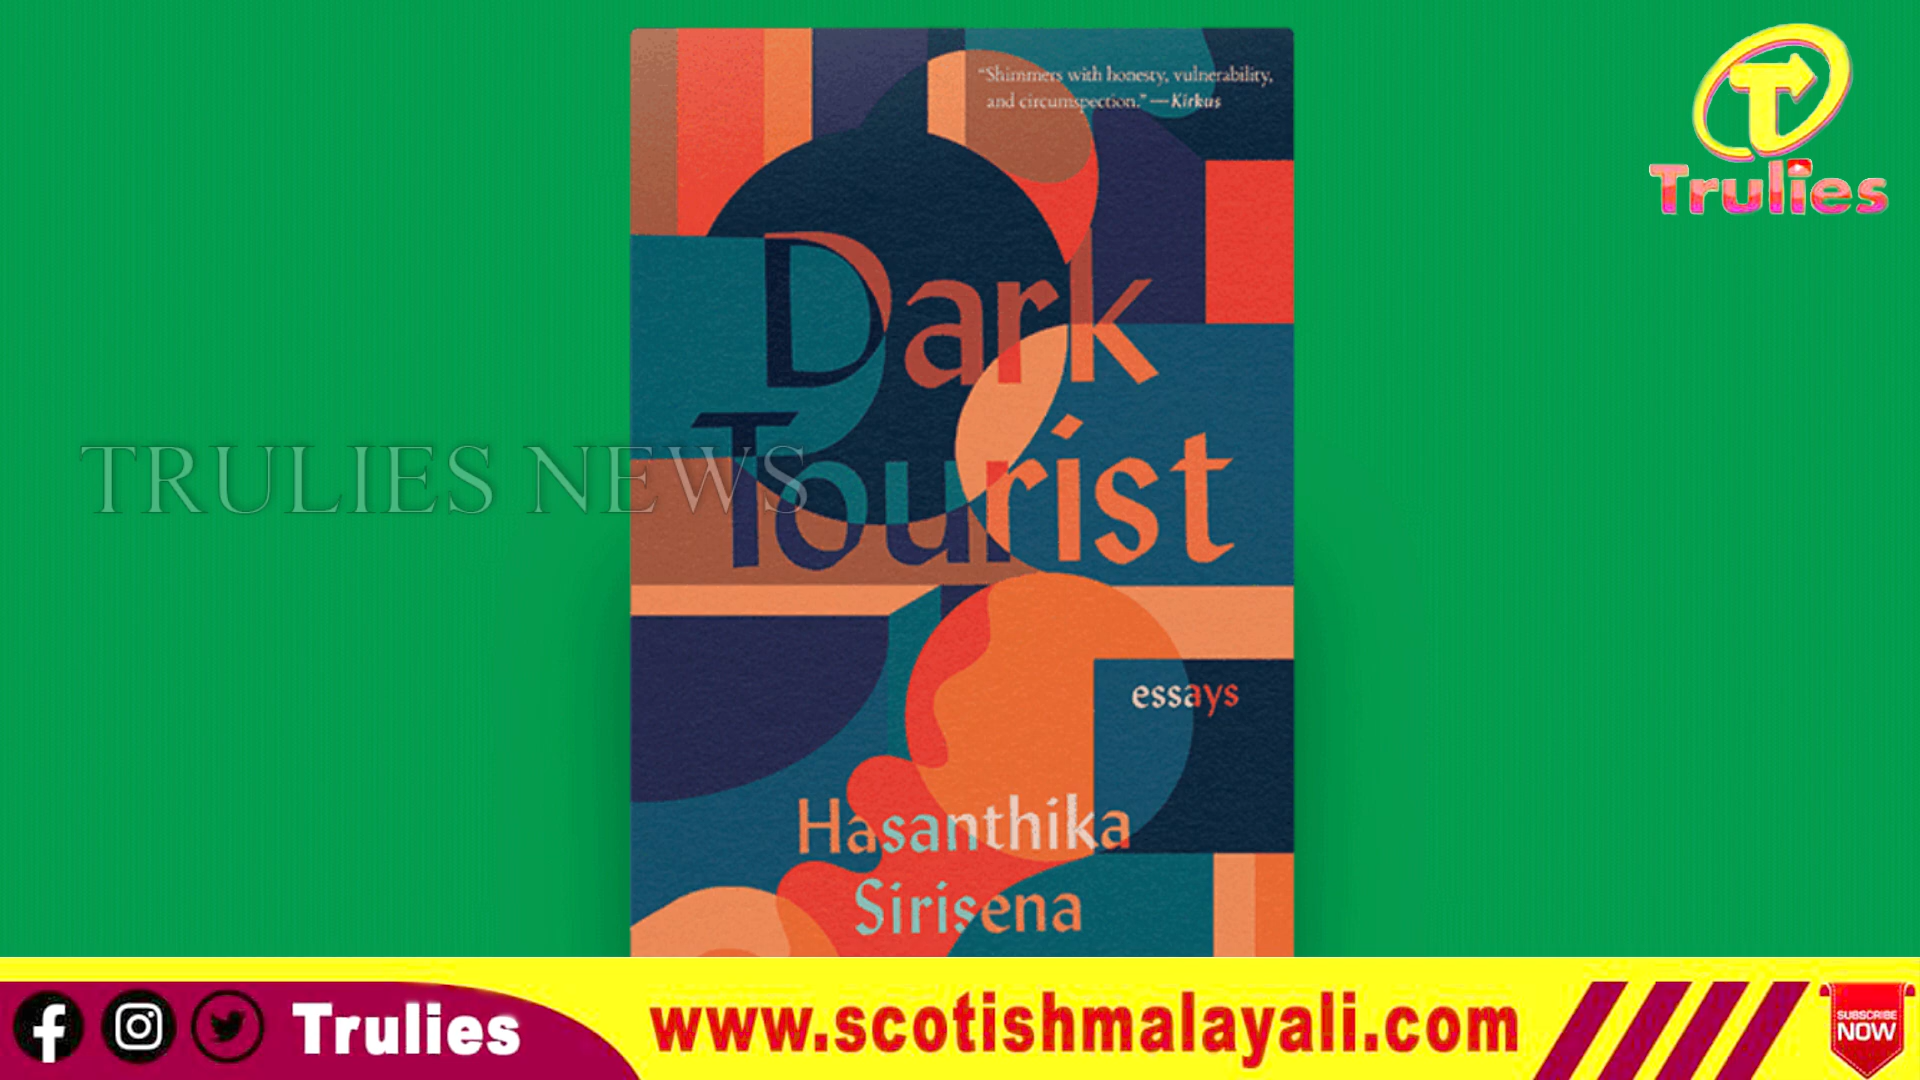 "Shimmers with honesty, vulnerability,
and circumspection." —Kirkus
Trulies
Dark
Tourist
TRULIES NEWS
essays
Hasanthika
Sirisena
Trulies
www.scotishmalayali.com
SUBSCRIBE
NOW